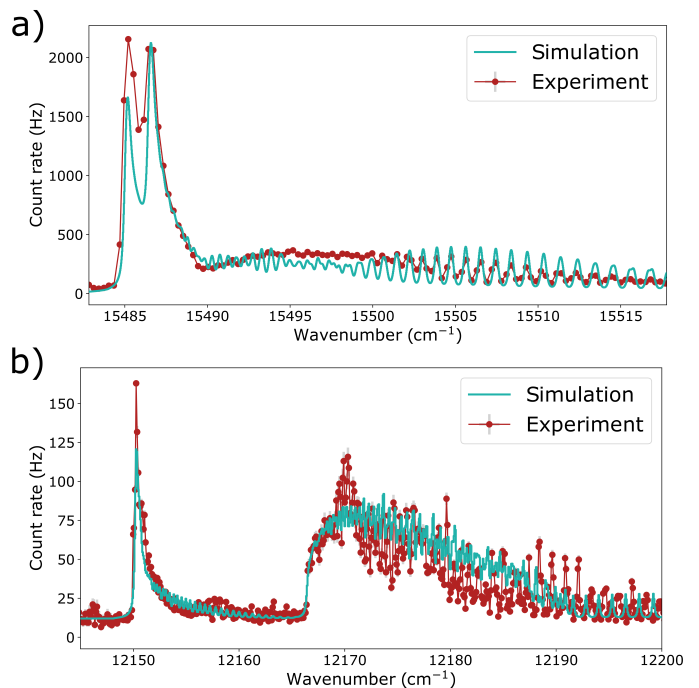 a)
Count rate (Hz)
2000
1500
1000
500
0
Simulation
Experiment
15485 15490 15495 15500 15505 15510 15515
Wavenumber (cm⁻¹)
b)
Count rate (Hz)
150
125
100
75
50
25
0
Simulation
Experiment
12150 12160 12170 12180 12190 12200
Wavenumber (cm⁻¹)